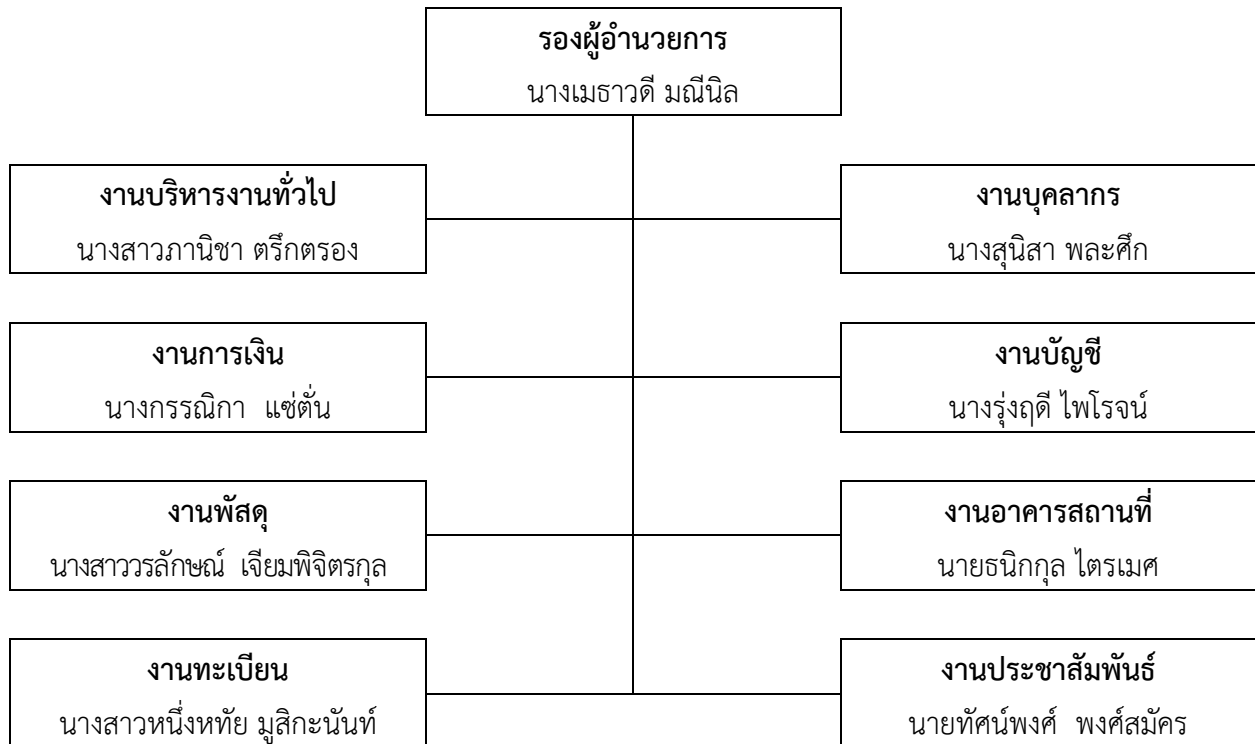 รองผู้อำนวยการ
นางเมธาวดี มณีนิล
งานบริหารงานทั่วไป
นางสาวภานิชา ตรึกตรอง
งานบุคลากร
นางสุนิสา พละศึก
งานการเงิน
นางกรรณิกา แซ่ตั่น
งานบัญชี
นางรุ่งฤดี ไพโรจน์
งานพัสดุ
นางสาววรลักษณ์ เจียมพิจิตรกุล
งานอาคารสถานที่
นายธนิกกุล ไตรเมศ
งานทะเบียน
นางสาวหนึ่งหทัย มูสิกะนันท์
งานประชาสัมพันธ์
นายทัศน์พงศ์ พงศ์สมัคร